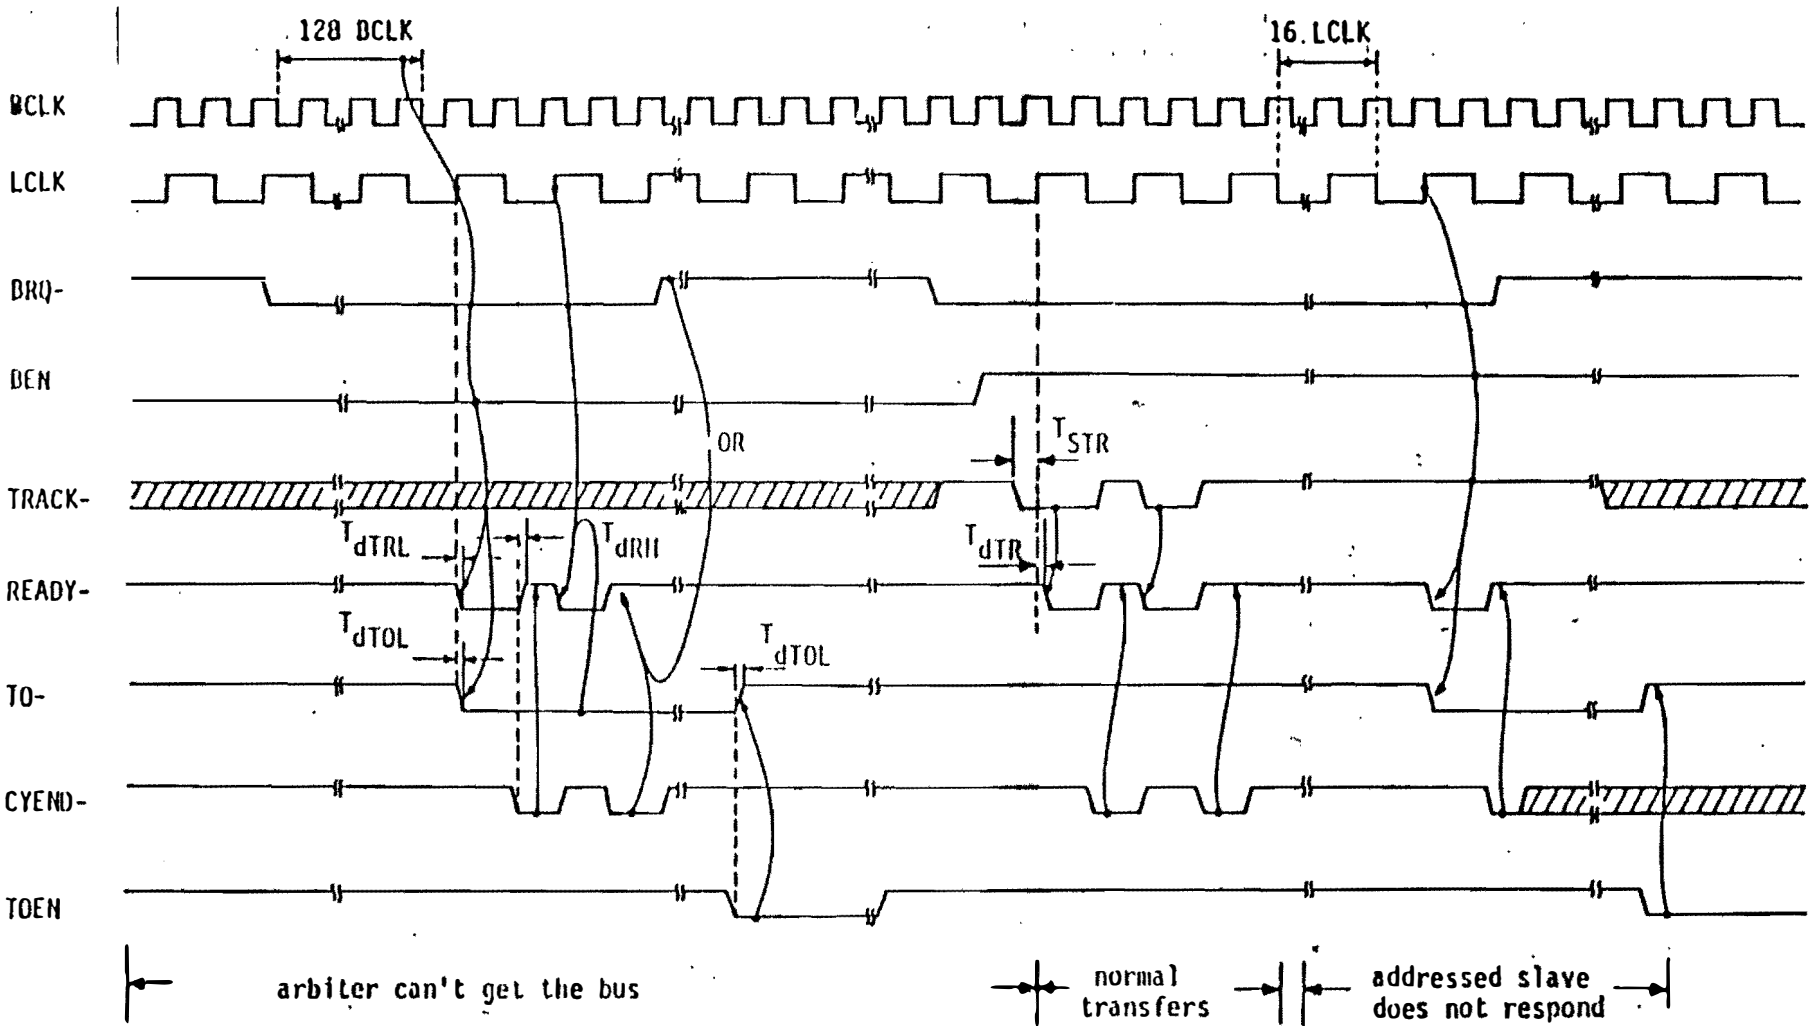 128 BCLK
16.LCLK
BCLK
LCLK
BRQ-
BEN
OR
TSTR
TRACK-
TdTRL
TdRH
TdTR
READY-
TdTOL
TdTOL
TO-
CYEND-
TOEN
arbiter can't get the bus
normal
transfers
addressed slave
does not respond